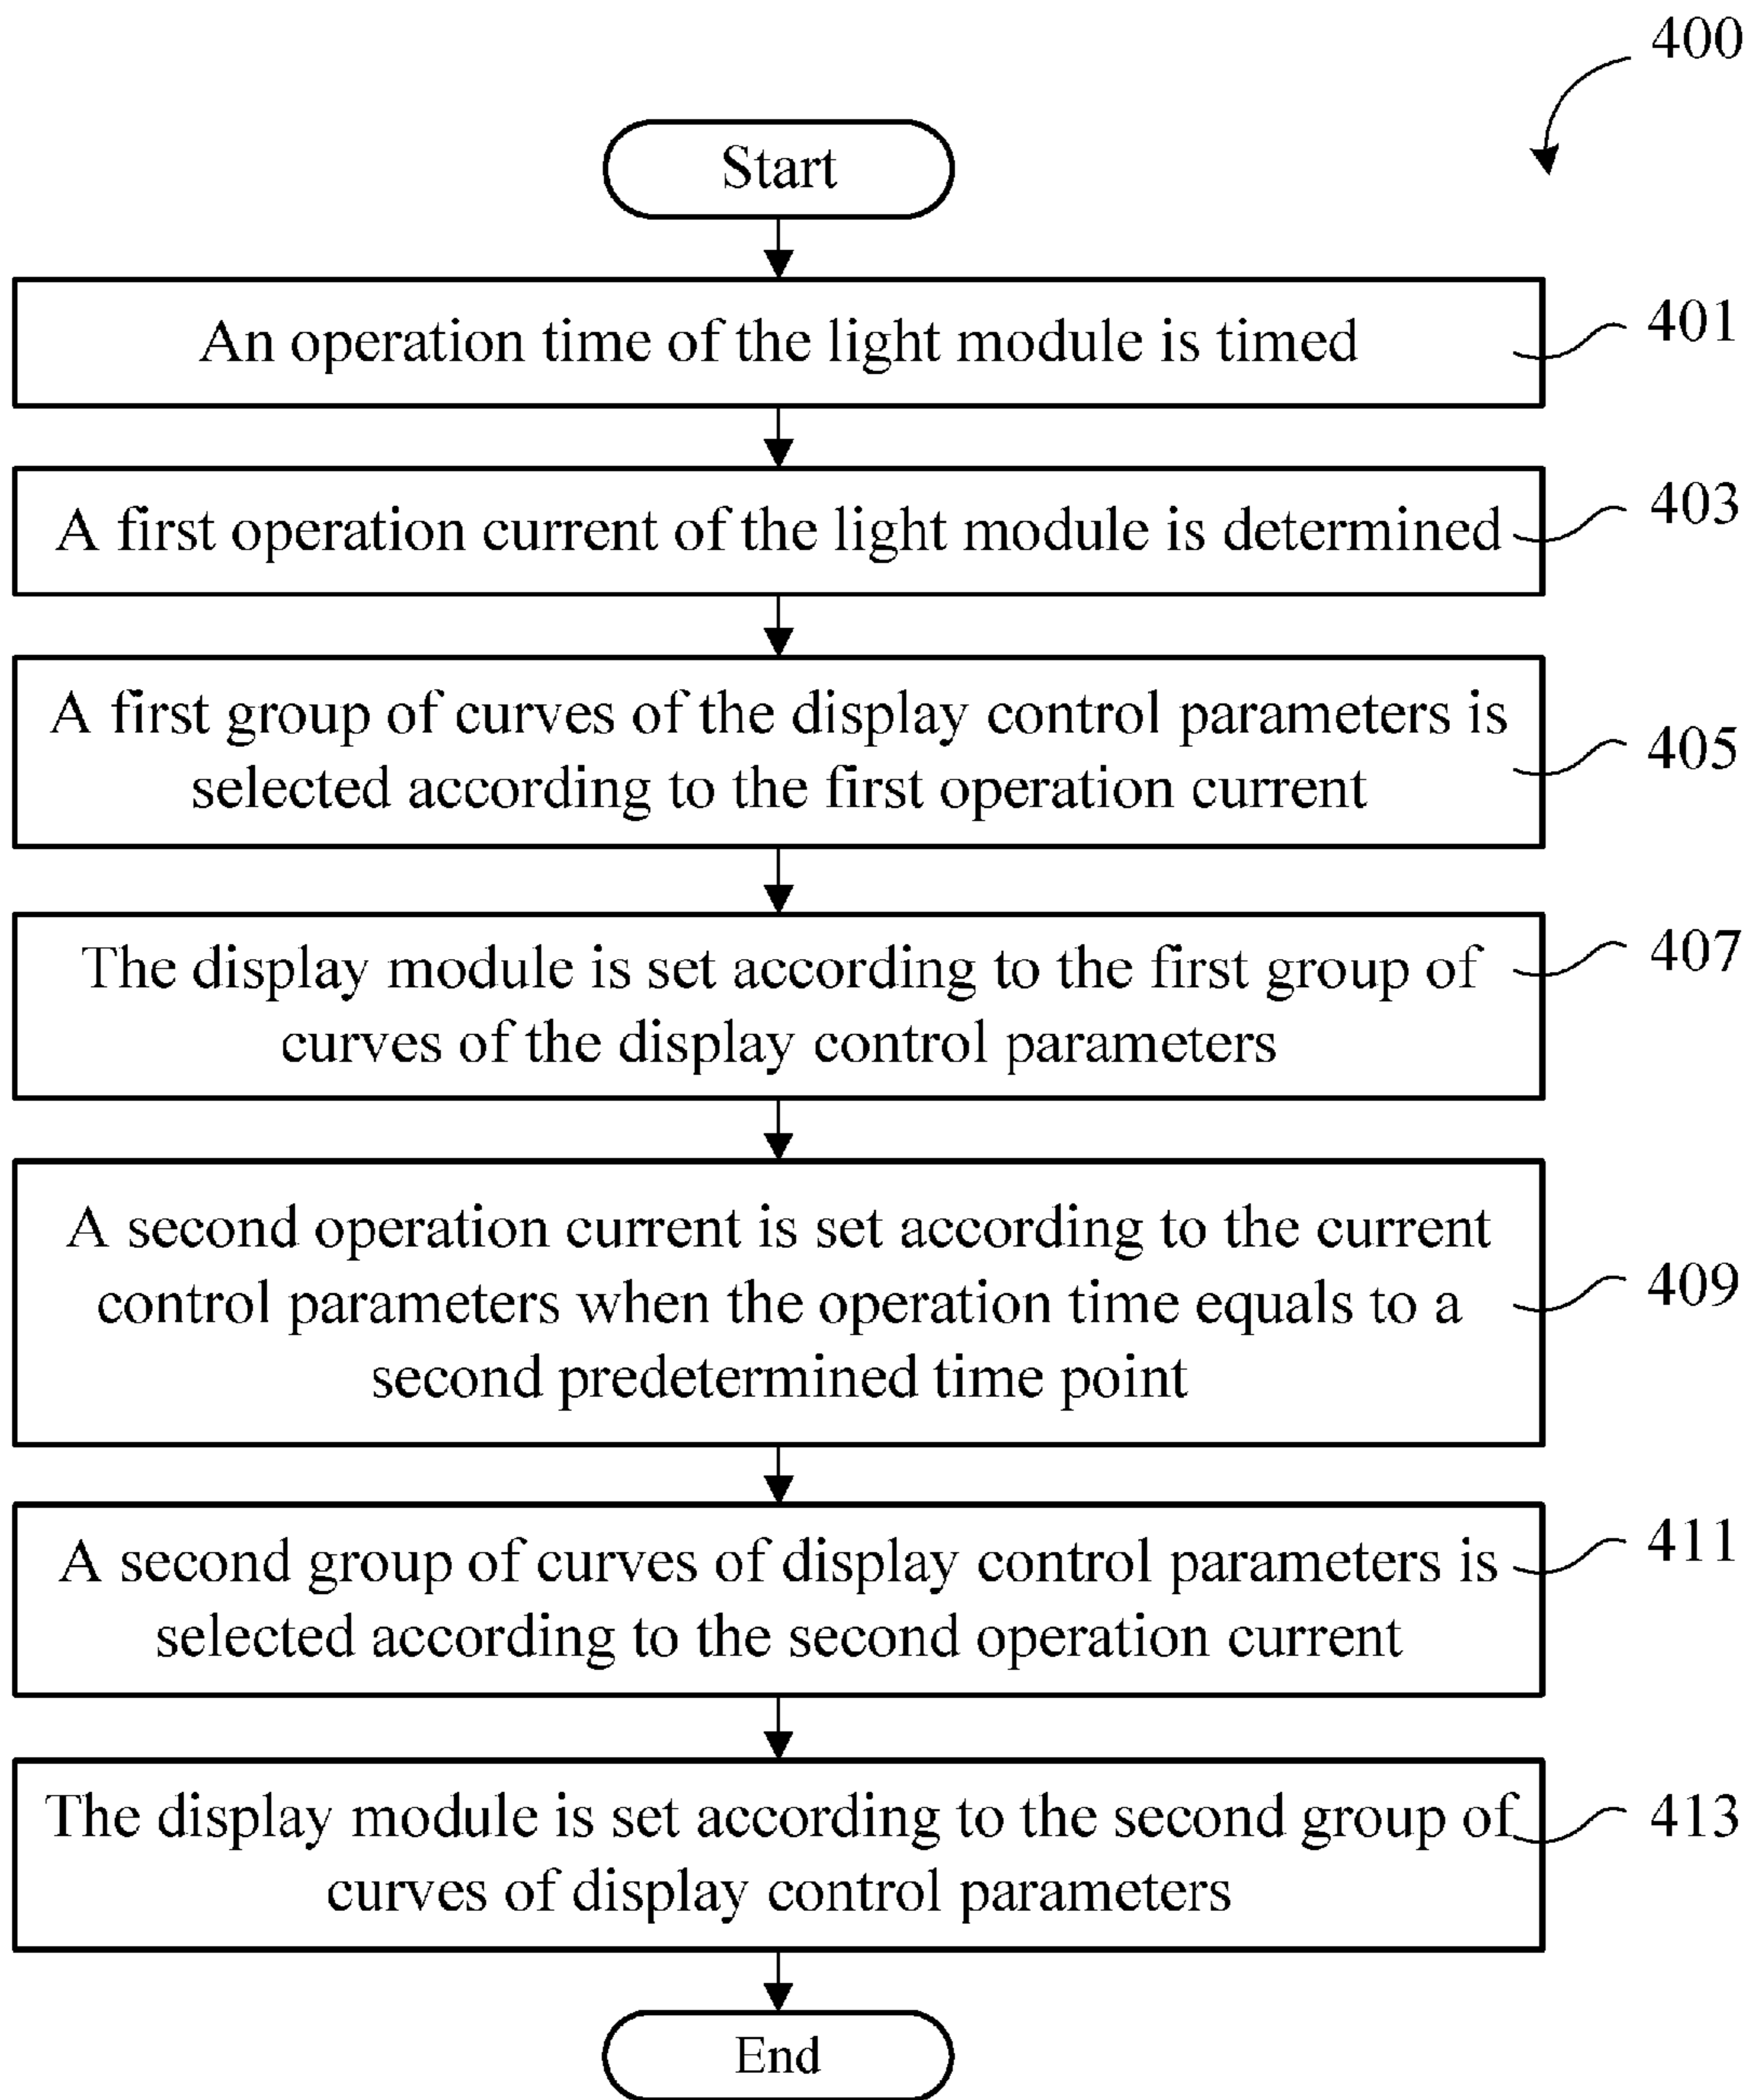 400
Start
An operation time of the light module is timed
401
A first operation current of the light module is determined
403
A first group of curves of the display control parameters is
selected according to the first operation current
405
The display module is set according to the first group of
curves of the display control parameters
407
A second operation current is set according to the current
control parameters when the operation time equals to a
second predetermined time point
409
A second group of curves of display control parameters is
selected according to the second operation current
411
The display module is set according to the second group of
curves of display control parameters
413
End